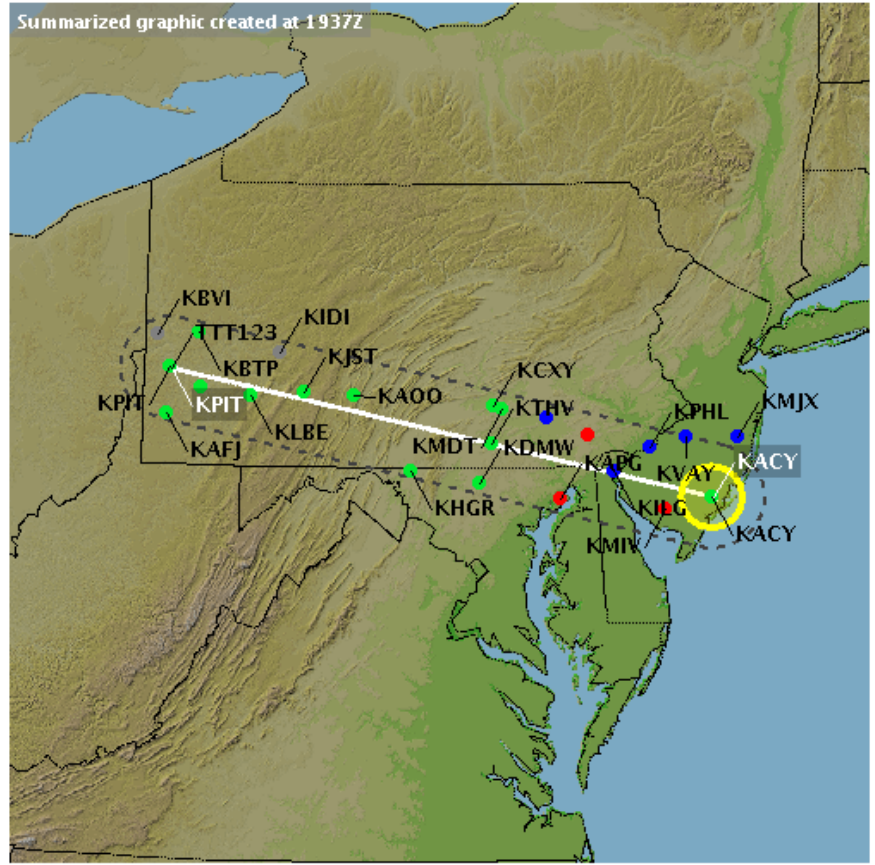 Summarized graphic created at 1937Z
KBVI
KIDI
TTF123
KBTP
KJST
KCXY
KPIT
KPIT
KAOO
KTHV
KPHL
KMJX
KAFJ
KLBE
KMDT
KDMW
KAPG
KVAY
KACY
KHGR
KILG
KMIV
KACY